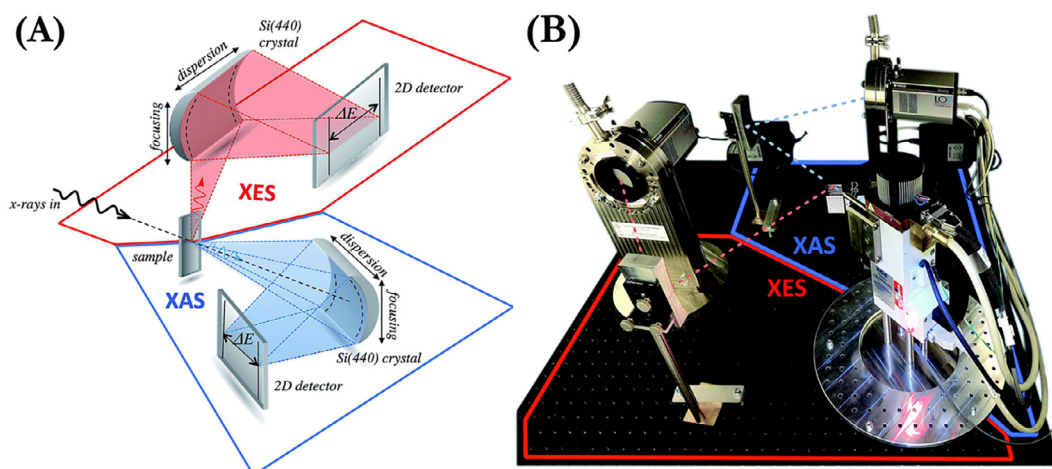 (A)
Si(440)
crystal
dispersion
focusing
2D detector
ΔE
XES
x-rays in
sample
XAS
dispersion
focusing
ΔE
Si(440) crystal
2D detector
(B)
XAS
XES